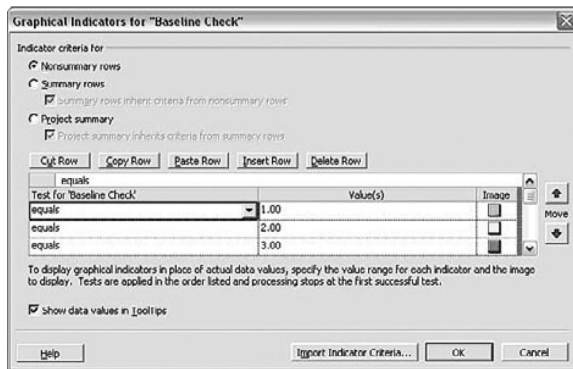 Graphical Indicators for "Baseline Check"
Indicator criteria for
Nonsummary rows
Summary rows
Summary rows inherit criteria from nonsummary rows
Project summary
Project summary inherits criteria from summary rows
Cut Row Copy Row Paste Row Insert Row Delete Row
equals
Test for 'Baseline Check' Value(s) Image
equals 1.00
Move
equals 2.00
equals 3.00
To display graphical indicators in place of actual data values, specify the value range for each indicator and the image
to display. Tests are applied in the order listed and processing stops at the first successful test.
Show data values in ToolTips
Help Import Indicator Criteria... OK Cancel